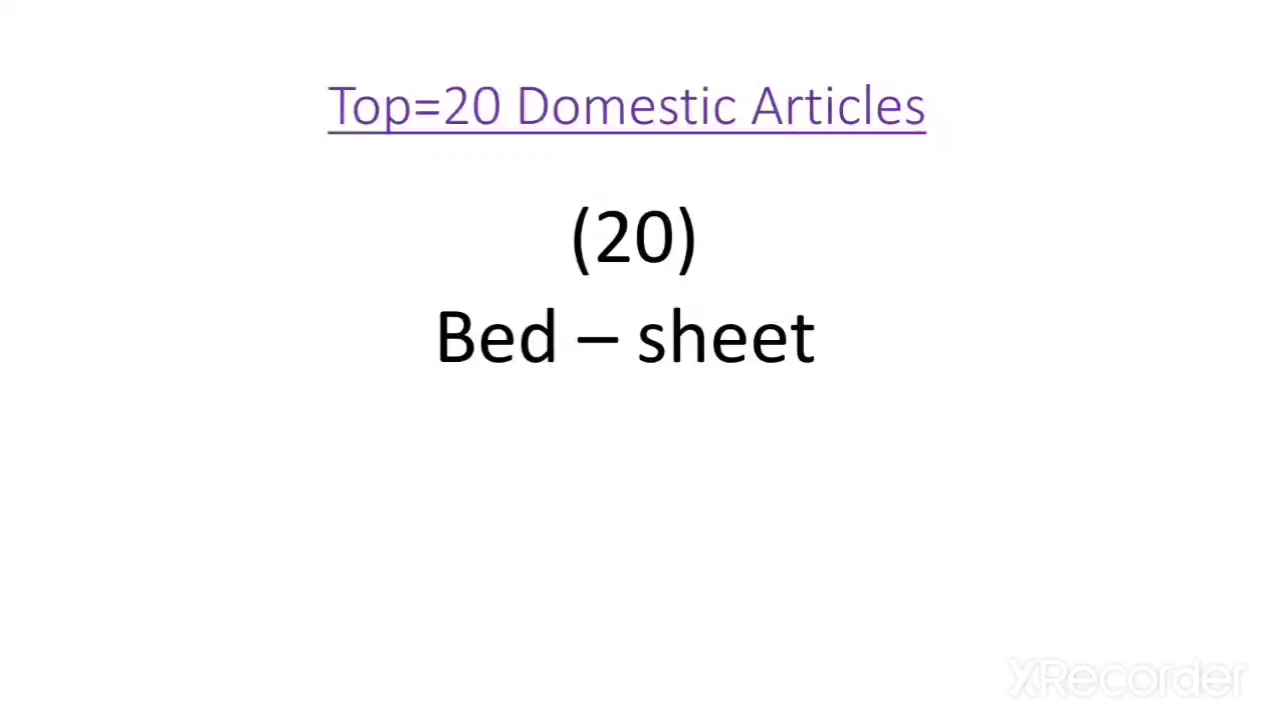 Top=20 Domestic Articles
(20)
Bed – sheet
XRecorder